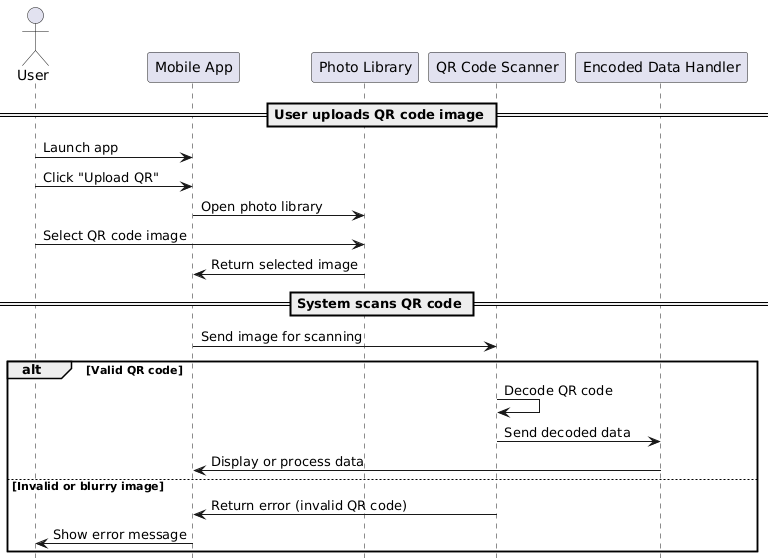 User
Mobile App
Photo Library
QR Code Scanner
Encoded Data Handler
User uploads QR code image
Launch app
Click "Upload QR"
Open photo library
Select QR code image
Return selected image
System scans QR code
Send image for scanning
alt
[Valid QR code]
Decode QR code
Send decoded data
Display or process data
[Invalid or blurry image]
Return error (invalid QR code)
Show error message